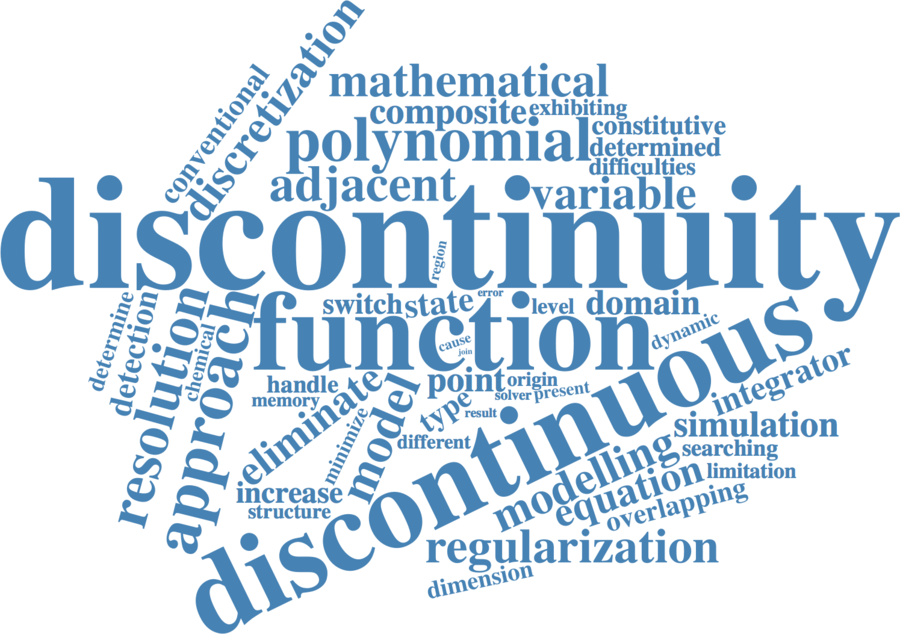 conventional
discretization
mathematical
composite
exhibiting
polynomial
constitutive
determined
difficulties
adjacent
variable
discontinuity
region
error
switch
state
level
domain
function
determine
detection
resolution
chemical
approach
cause
join
dynamic
handle
memory
eliminate
minimize
model
point
origin
solver
present
type
result
different
discontinuous
integrator
simulation
searching
limitation
modelling
equation
overlapping
increase
structure
regularization
dimension